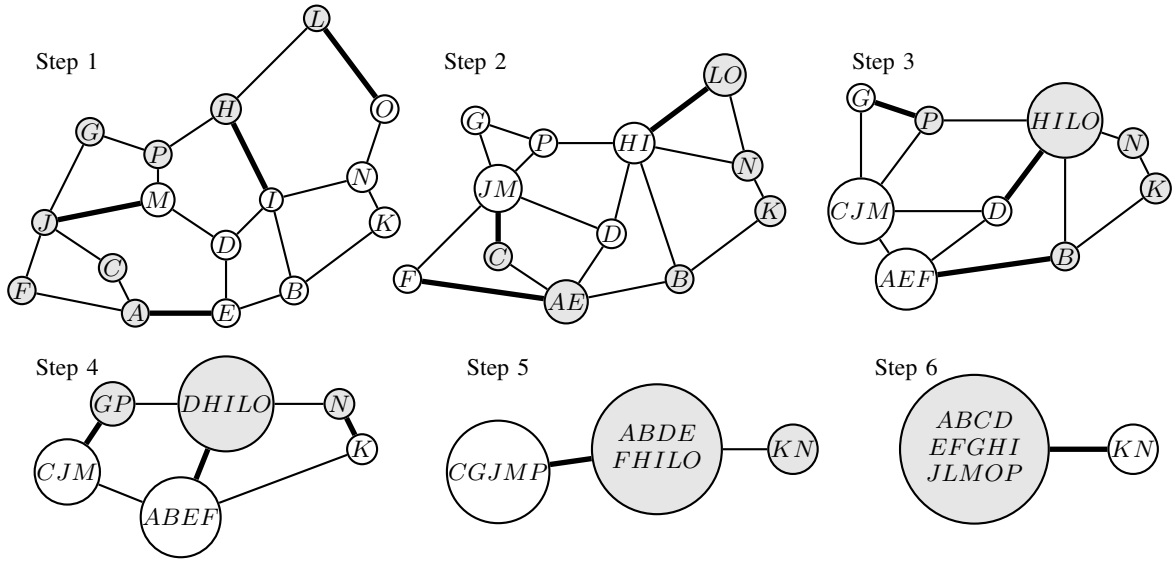 Step 1
L
H
O
G
P
M
I
N
J
K
D
C
F
A
E
B
Step 2
LO
G
P
HI
N
JM
K
D
C
F
AE
B
Step 3
G
P
HILO
N
K
CJM
D
B
AEF
Step 4
GP
DHILO
N
K
CJM
ABEF
Step 5
CGJMP
ABDE
FHILO
KN
Step 6
ABCD
EFGHI
JLMOP
KN